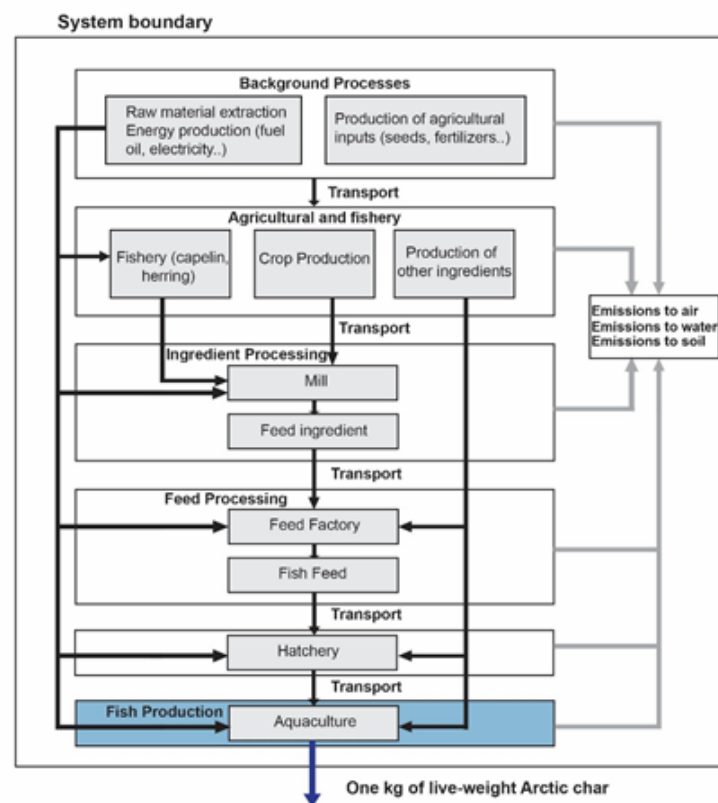 System boundary
Background Processes
Raw material extraction
Energy production (fuel
oil, electricity..)
Production of agricultural
inputs (seeds, fertilizers..)
Transport
Agricultural and fishery
Fishery (capelin,
herring)
Crop Production
Production of
other ingredients
Emissions to air
Emissions to water
Emissions to soil
Transport
Ingredient Processing
Mill
Feed ingredient
Transport
Feed Processing
Feed Factory
Fish Feed
Transport
Hatchery
Transport
Fish Production
Aquaculture
One kg of live-weight Arctic char